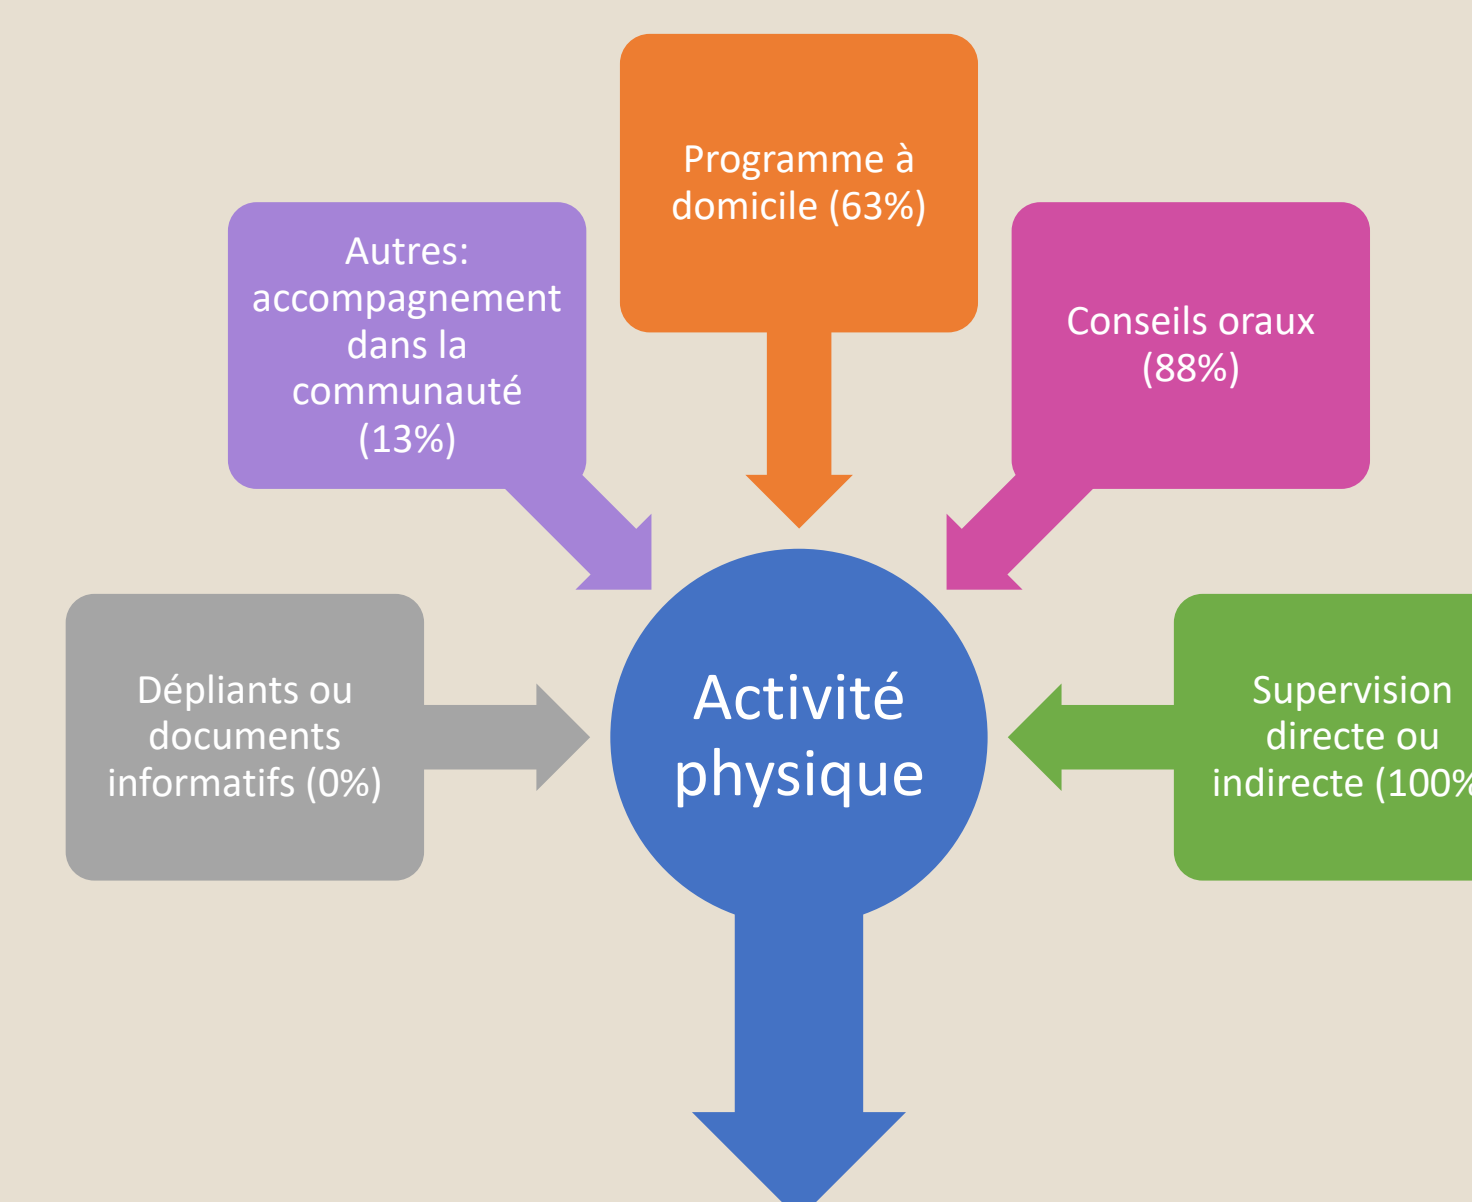 Programme à
domicile (63%)
Autres:
accompagnement
dans la
communauté
(13%)
Conseils oraux
(88%)
Dépliants ou
documents
informatifs (0%)
Activité
physique
Supervision
directe ou
indirecte (100%